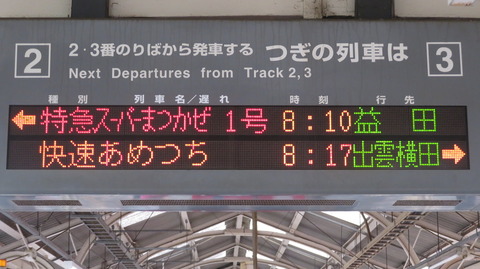 2 2・3番のりばから発車する つぎの列車は 3
Next Departures from Track 2,3
種別 列車名/遅れ 時刻 行先
←特急スーパーまつかぜ 1号 8:10 益田
快速あめつち 8:17 出雲横田→